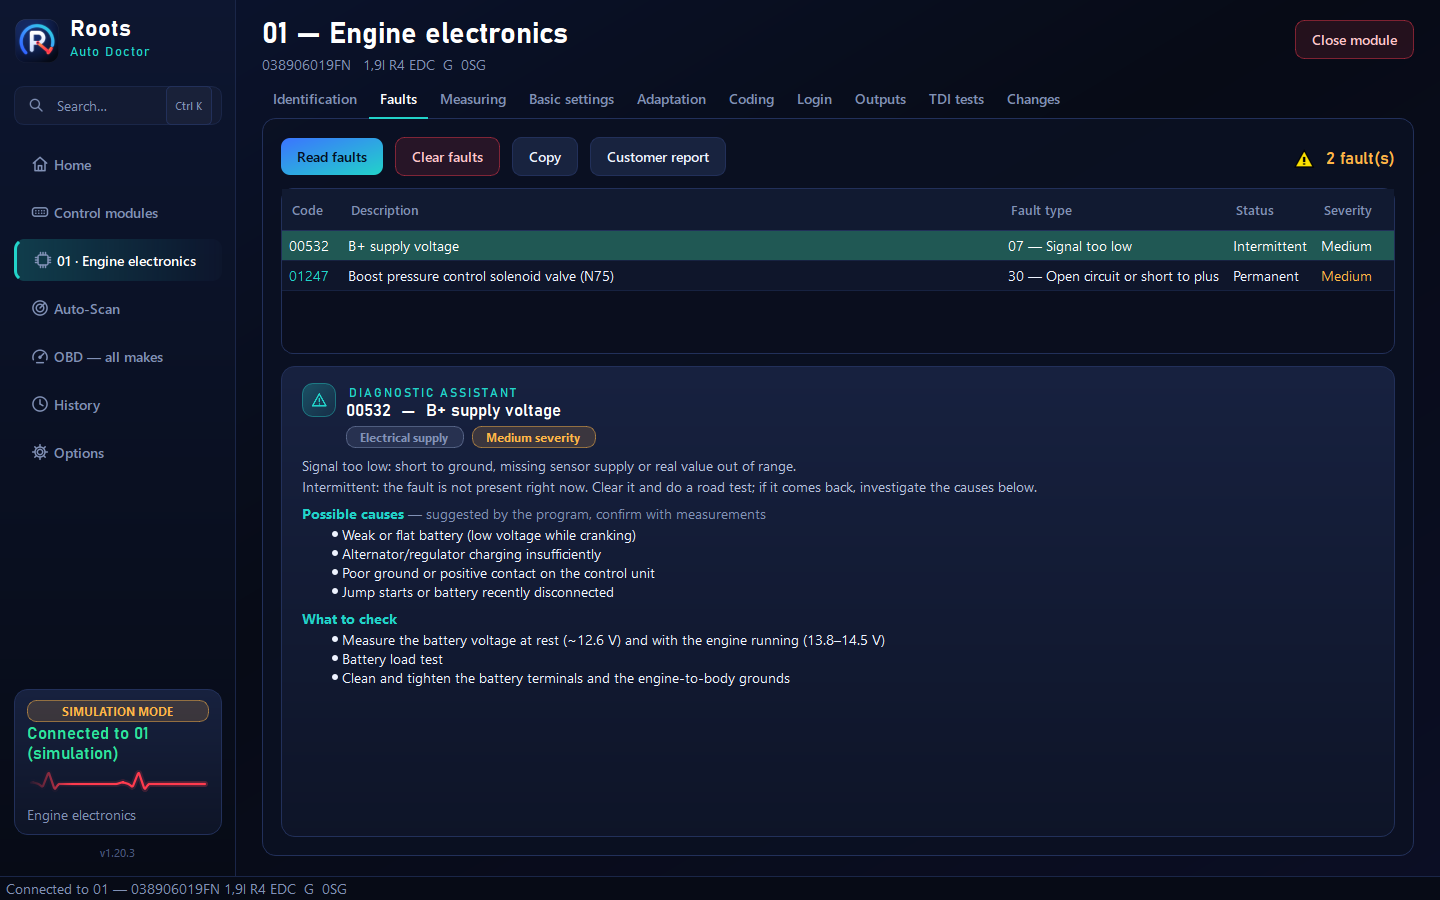 Roots
Auto Doctor
Search...
Ctrl K
Home
Control modules
01 · Engine electronics
Auto-Scan
OBD — all makes
History
Options
SIMULATION MODE
Connected to 01
(simulation)
Engine electronics
v1.20.3
01 — Engine electronics
038906019FN   1,9l R4 EDC  G  0SG
Close module
Identification
Faults
Measuring
Basic settings
Adaptation
Coding
Login
Outputs
TDI tests
Changes
Read faults
Clear faults
Copy
Customer report
2 fault(s)
Code Description Fault type Status Severity
00532 B+ supply voltage 07 — Signal too low Intermittent Medium
01247 Boost pressure control solenoid valve (N75) 30 — Open circuit or short to plus Permanent Medium
DIAGNOSTIC ASSISTANT
00532 — B+ supply voltage
Electrical supply
Medium severity
Signal too low: short to ground, missing sensor supply or real value out of range.
Intermittent: the fault is not present right now. Clear it and do a road test; if it comes back, investigate the causes below.
Possible causes — suggested by the program, confirm with measurements
• Weak or flat battery (low voltage while cranking)
• Alternator/regulator charging insufficiently
• Poor ground or positive contact on the control unit
• Jump starts or battery recently disconnected
What to check
• Measure the battery voltage at rest (~12.6 V) and with the engine running (13.8–14.5 V)
• Battery load test
• Clean and tighten the battery terminals and the engine-to-body grounds
Connected to 01 — 038906019FN 1,9l R4 EDC  G  0SG